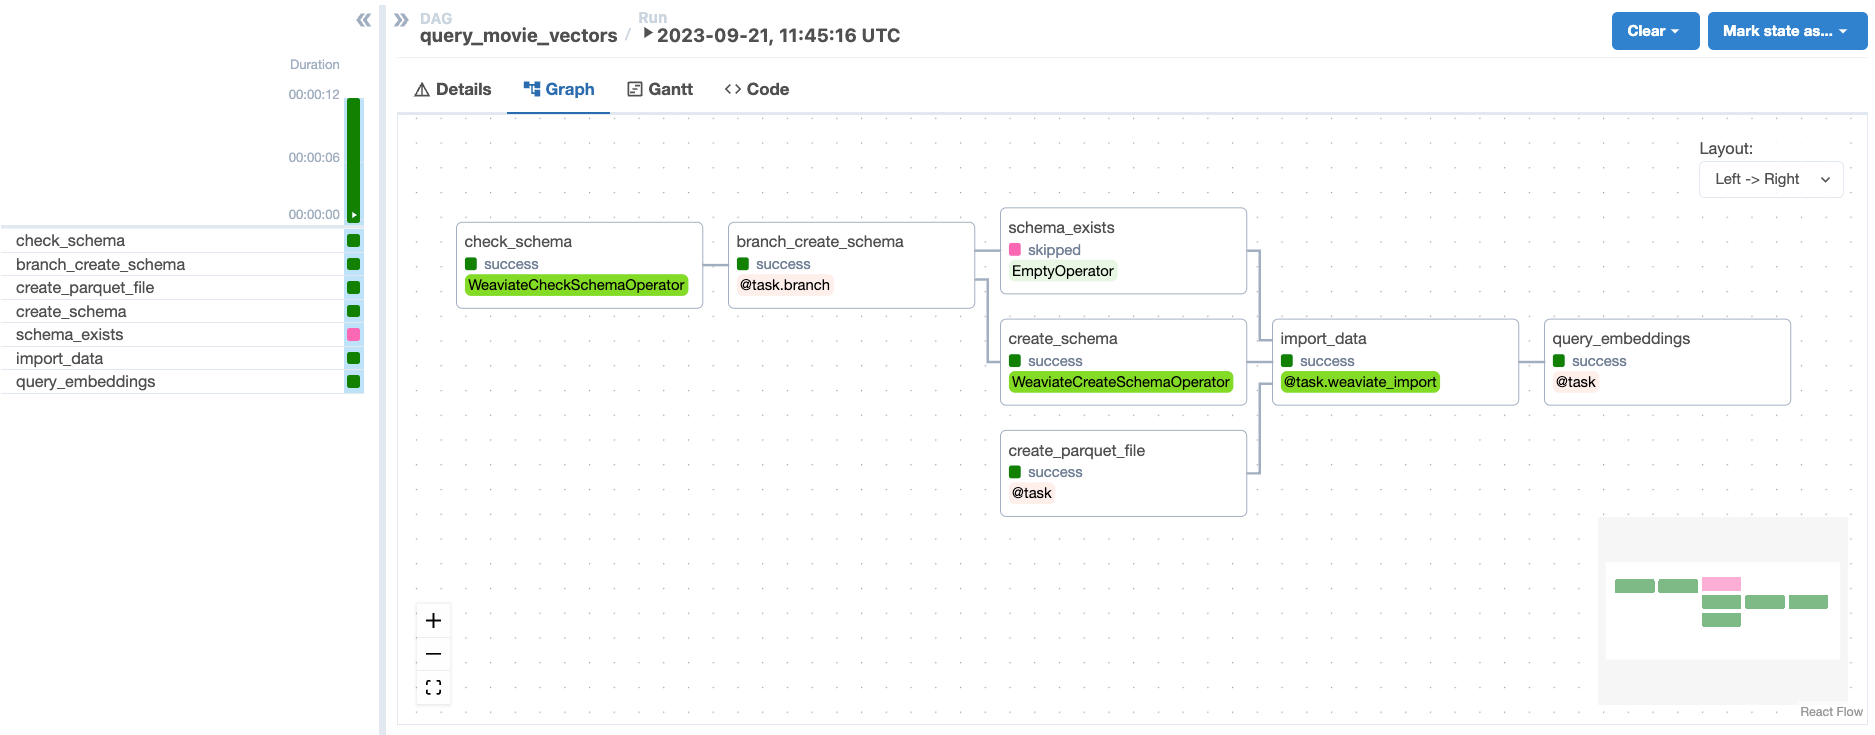 DAG
query_movie_vectors
/
Run
2023-09-21, 11:45:16 UTC
Clear
Mark state as...
Duration
00:00:12
00:00:06
00:00:00
check_schema
branch_create_schema
create_parquet_file
create_schema
schema_exists
import_data
query_embeddings
Details
Graph
Gantt
Code
Layout:
Left -> Right
check_schema
success
WeaviateCheckSchemaOperator
branch_create_schema
success
@task.branch
schema_exists
skipped
EmptyOperator
create_schema
success
WeaviateCreateSchemaOperator
create_parquet_file
success
@task
import_data
success
@task.weaviate_import
query_embeddings
success
@task
React Flow